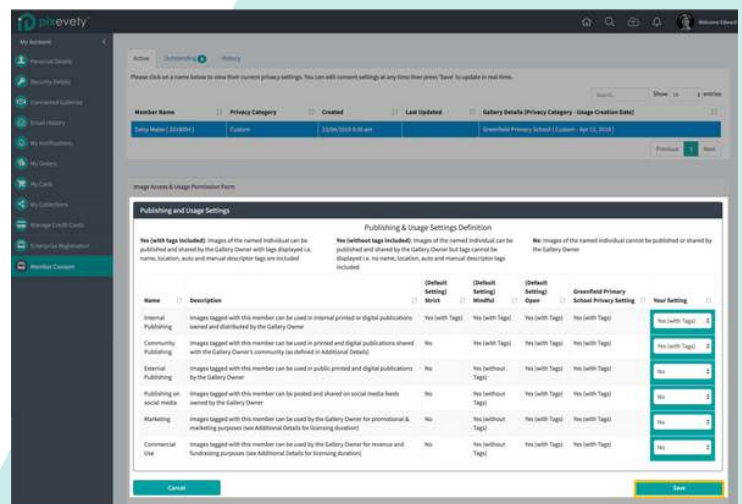 pixevety
Welcome Edward
My Account
Personal Details
Security Details
Connected Galleries
Email History
My Notifications
My Orders
My Carts
My Collections
Manage Credit Cards
Enterprise Registration
Member Consent
Active Outstanding History
Please click on a name below to view their current privacy settings. You can edit consent settings at any time then press 'Save' to update in real-time.
Search... Show 10 entries
Member Name Privacy Category Created Last Updated Gallery Details (Privacy Category - Usage Creation Date)
Custom 23/04/2019 9:30 am Greenfield Primary School ( Custom - Apr 12, 2018 )
Previous 1 Next
Image Access & Usage Permission Form
Publishing and Usage Settings
Publishing & Usage Settings Definition
Yes (with tags included): Images of the named individual can be published and shared by the Gallery Owner with tags displayed i.e. name, location, auto and manual descriptor tags are included
Yes (without tags included): Images of the named individual can be published and shared by the Gallery Owner but tags cannot be displayed i.e. no name, location, auto and manual descriptor tags included
No: Images of the named individual cannot be published or shared by the Gallery Owner
Name Description (Default Setting) Strict (Default Setting) Mindful (Default Setting) Open Greenfield Primary School Privacy Setting Your Setting
Internal Publishing Images tagged with this member can be used in internal printed or digital publications owned and distributed by the Gallery Owner Yes (with Tags) Yes (with Tags) Yes (with Tags) Yes (with Tags) Yes (with Tags)
Community Publishing Images tagged with this member can be used in printed and digital publications shared with the Gallery Owner's community (as defined in Additional Details) No Yes (with Tags) Yes (with Tags) Yes (with Tags) Yes (with Tags)
External Publishing Images tagged with this member can be used in public printed and digital publications by the Gallery Owner No Yes (without Tags) Yes (with Tags) Yes (with Tags) No
Publishing on social media Images tagged with this member can be posted and shared on social media feeds owned by the Gallery Owner No Yes (without Tags) Yes (with Tags) Yes (with Tags) No
Marketing Images tagged with this member can be used by the Gallery Owner for promotional & marketing purposes (see Additional Details for licensing duration) No Yes (without Tags) Yes (with Tags) Yes (with Tags) No
Commercial Use Images tagged with this member can be used by the Gallery Owner for revenue and fundraising purposes (see Additional Details for licensing duration) No Yes (without Tags) Yes (with Tags) Yes (with Tags) No
Cancel Save